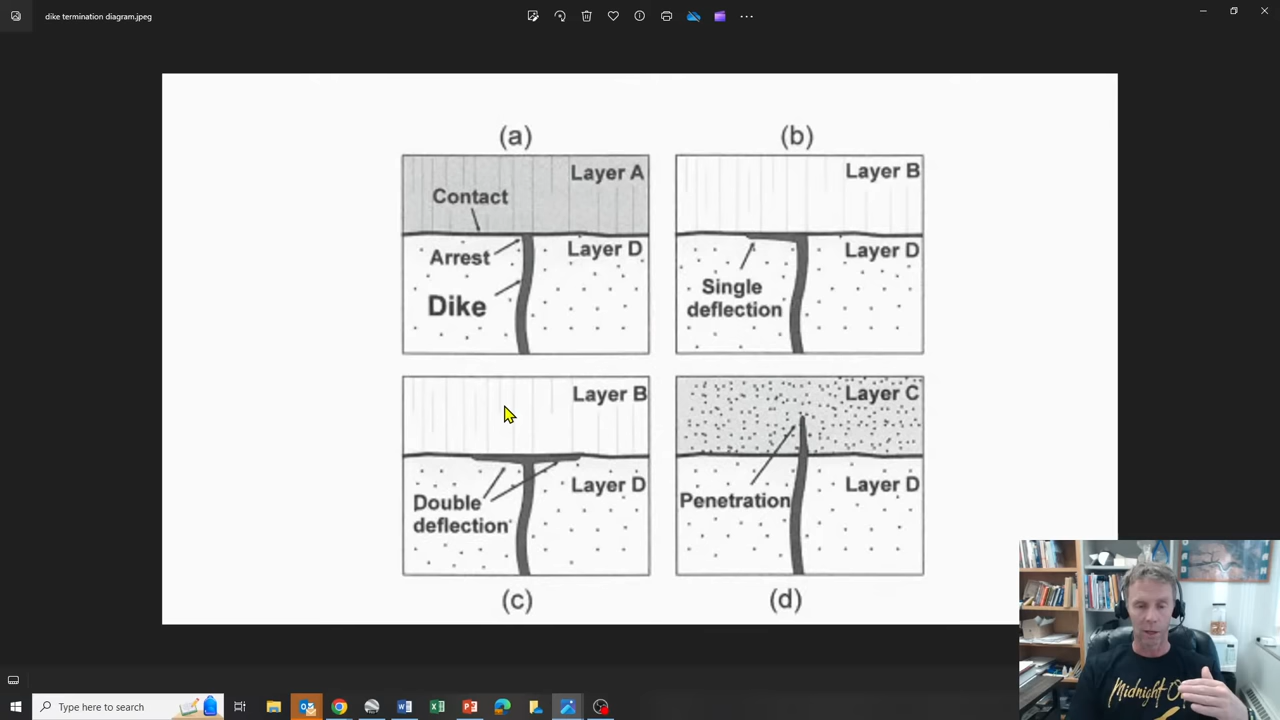 dike termination diagram.jpeg
(a)
(b)
Layer A
Contact
Arrest
Layer D
Dike
Layer B
Layer D
Single
deflection
Layer B
Layer D
Double
deflection
Layer C
Layer D
Penetration
(c)
(d)
Midnight O
Type here to search